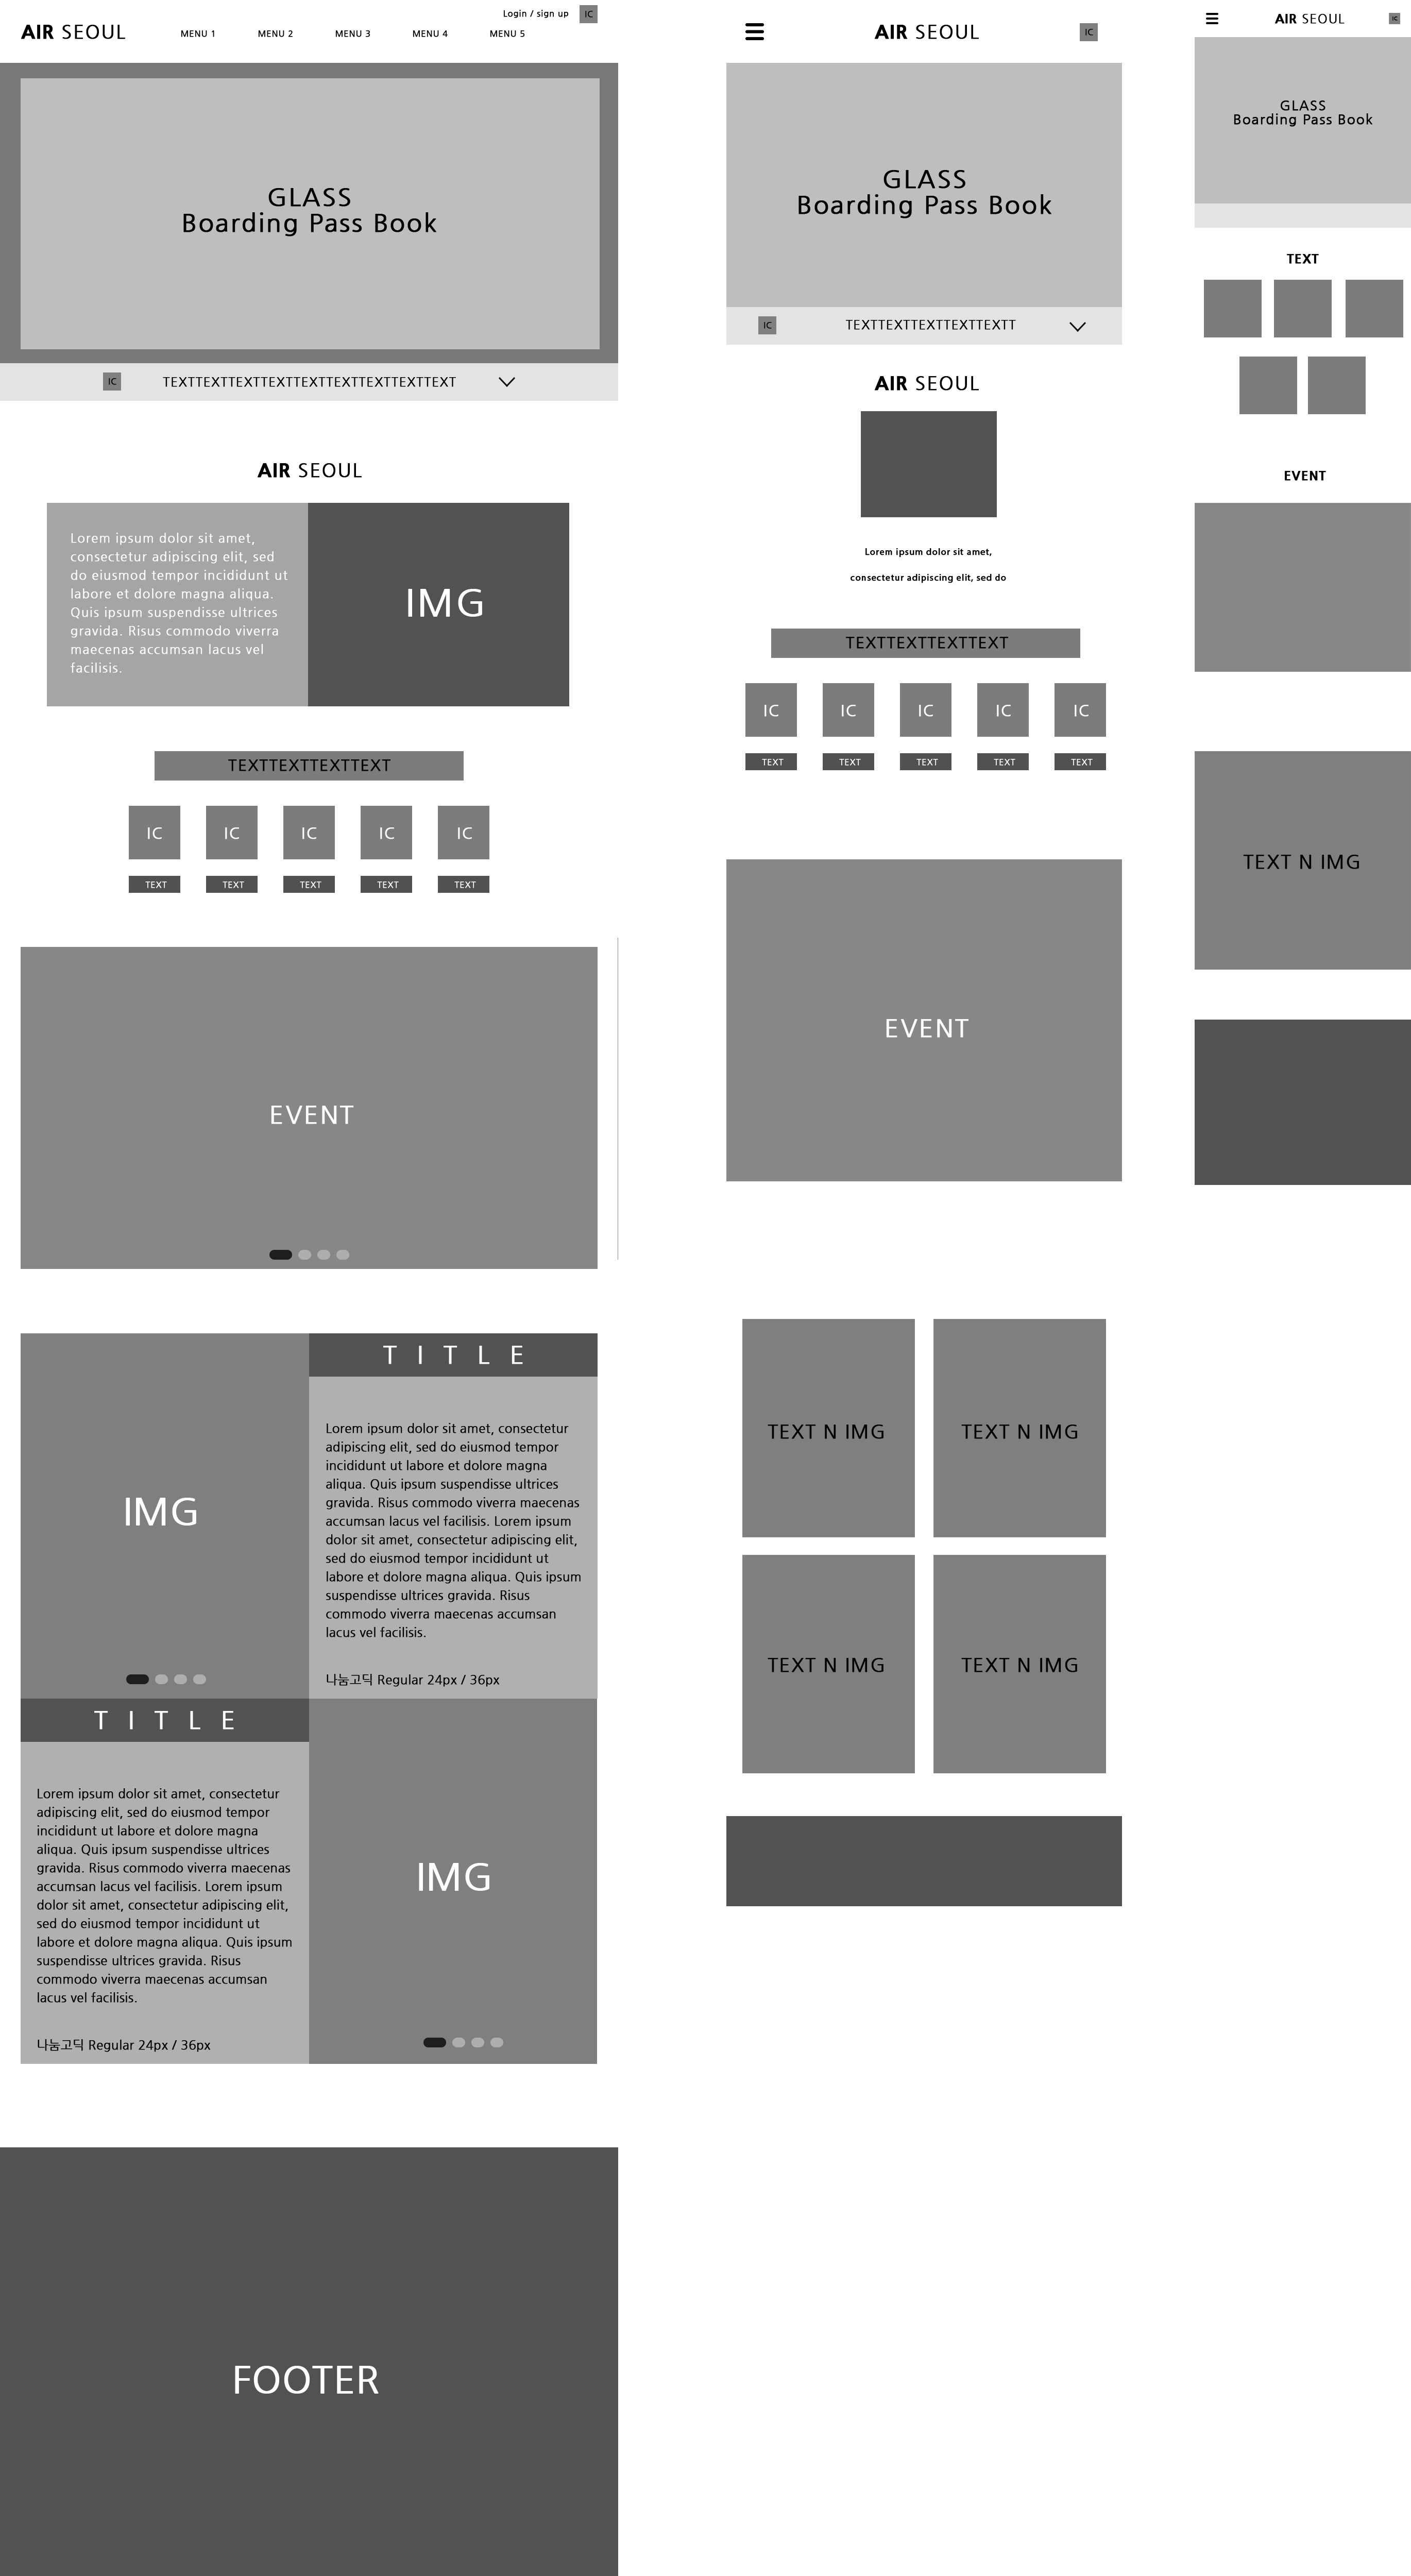 Login / sign up IC
AIR SEOUL
MENU 1 MENU 2 MENU 3 MENU 4 MENU 5
GLASS
Boarding Pass Book
IC TEXTTEXTTEXTTEXTTEXTTEXTTEXTTEXTTEXT
AIR SEOUL
Lorem ipsum dolor sit amet,
consectetur adipiscing elit, sed
do eiusmod tempor incididunt ut
labore et dolore magna aliqua.
Quis ipsum suspendisse ultrices
gravida. Risus commodo viverra
maecenas accumsan lacus vel
facilisis.
IMG
TEXTTEXTTEXTTEXT
IC IC IC IC IC
TEXT TEXT TEXT TEXT TEXT
EVENT
IMG
TITLE
Lorem ipsum dolor sit amet, consectetur
adipiscing elit, sed do eiusmod tempor
incididunt ut labore et dolore magna
aliqua. Quis ipsum suspendisse ultrices
gravida. Risus commodo viverra maecenas
accumsan lacus vel facilisis. Lorem ipsum
dolor sit amet, consectetur adipiscing elit,
sed do eiusmod tempor incididunt ut
labore et dolore magna aliqua. Quis ipsum
suspendisse ultrices gravida. Risus
commodo viverra maecenas accumsan
lacus vel facilisis.
나눔고딕 Regular 24px / 36px
TITLE
Lorem ipsum dolor sit amet, consectetur
adipiscing elit, sed do eiusmod tempor
incididunt ut labore et dolore magna
aliqua. Quis ipsum suspendisse ultrices
gravida. Risus commodo viverra maecenas
accumsan lacus vel facilisis. Lorem ipsum
dolor sit amet, consectetur adipiscing elit,
sed do eiusmod tempor incididunt ut
labore et dolore magna aliqua. Quis ipsum
suspendisse ultrices gravida. Risus
commodo viverra maecenas accumsan
lacus vel facilisis.
나눔고딕 Regular 24px / 36px
IMG
FOOTER
AIR SEOUL IC
GLASS
Boarding Pass Book
IC TEXTTEXTTEXTTEXTTEXTT
AIR SEOUL
Lorem ipsum dolor sit amet,
consectetur adipiscing elit, sed do
TEXTTEXTTEXTTEXT
IC IC IC IC IC
TEXT TEXT TEXT TEXT TEXT
EVENT
TEXT N IMG TEXT N IMG
TEXT N IMG TEXT N IMG
AIR SEOUL IC
GLASS
Boarding Pass Book
TEXT
EVENT
TEXT N IMG